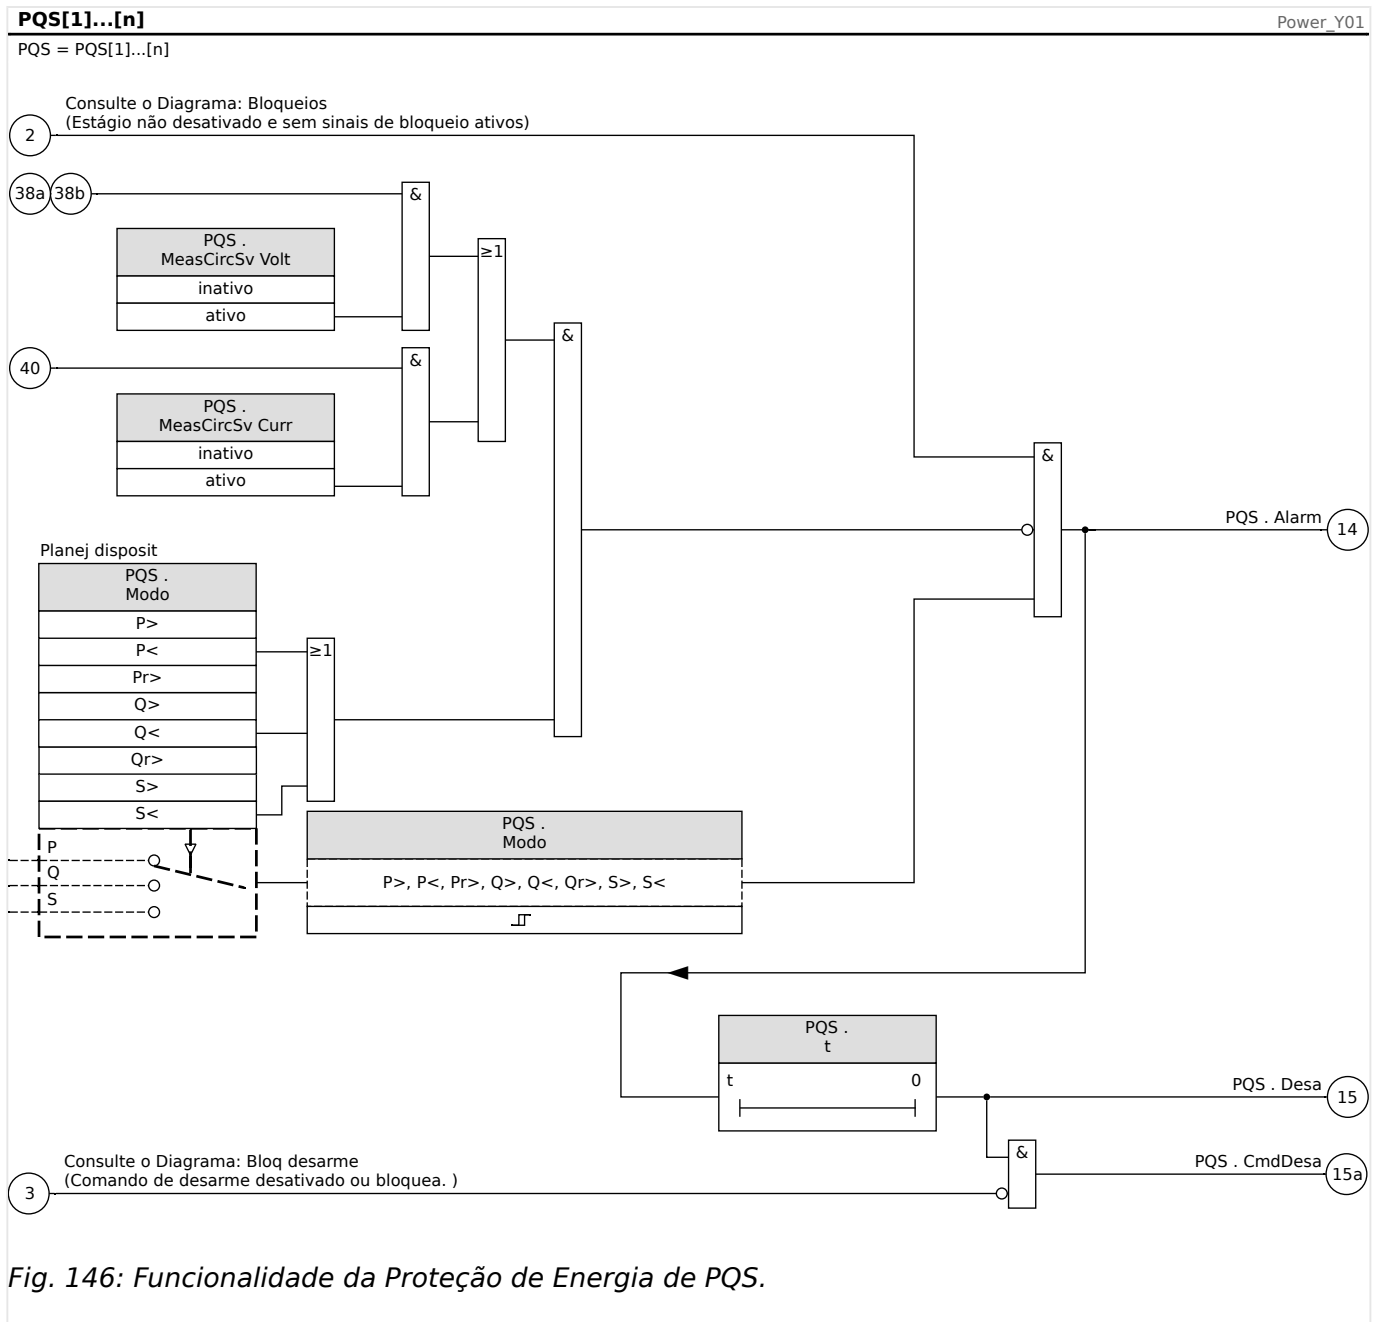 PQS[1]...[n]
Power_Y01
PQS = PQS[1]...[n]
Consulte o Diagrama: Bloqueios
(Estágio não desativado e sem sinais de bloqueio ativos)
2
38a
38b
&
PQS .
MeasCircSv Volt
inativo
ativo
≥1
&
40
&
PQS .
MeasCircSv Curr
inativo
ativo
&
PQS . Alarm
14
Planej disposit
PQS .
Modo
P>
P<
Pr>
Q>
Q<
Qr>
S>
S<
≥1
P
Q
S
PQS .
Modo
P>, P<, Pr>, Q>, Q<, Qr>, S>, S<
PQS .
t
t
0
PQS . Desa
15
&
PQS . CmdDesa
15a
Consulte o Diagrama: Bloq desarme
(Comando de desarme desativado ou bloquea. )
3
Fig. 146: Funcionalidade da Proteção de Energia de PQS.